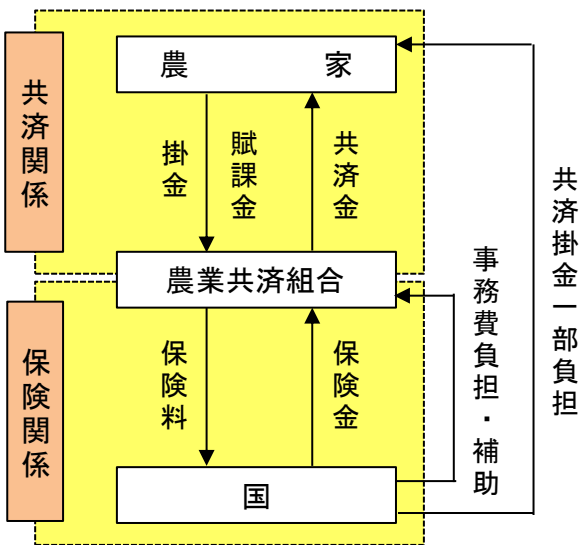 農　家
共済関係
掛金
賦課金
共済金
農業共済組合
保険関係
保険料
保険金
国
事務費負担・補助
共済掛金一部負担